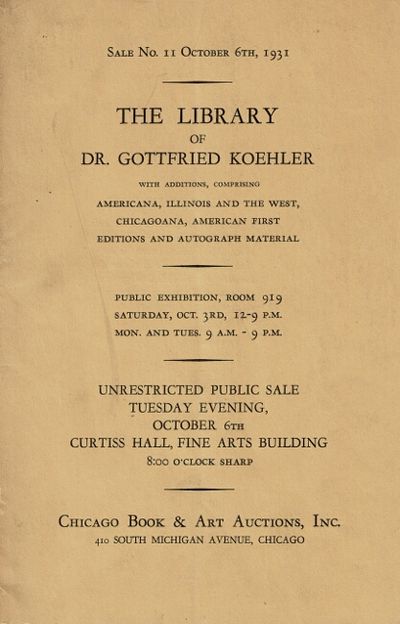 Sale No. 11 October 6th, 1931
THE LIBRARY
OF
DR. GOTTFRIED KOEHLER
WITH ADDITIONS, COMPRISING
AMERICANA, ILLINOIS AND THE WEST,
CHICAGOANA, AMERICAN FIRST
EDITIONS AND AUTOGRAPH MATERIAL
PUBLIC EXHIBITION, ROOM 919
SATURDAY, OCT. 3RD, 12-9 P.M.
MON. AND TUES. 9 A.M. - 9 P.M.
UNRESTRICTED PUBLIC SALE
TUESDAY EVENING,
OCTOBER 6TH
CURTISS HALL, FINE ARTS BUILDING
8:00 O'CLOCK SHARP
Chicago Book & Art Auctions, Inc.
410 SOUTH MICHIGAN AVENUE, CHICAGO